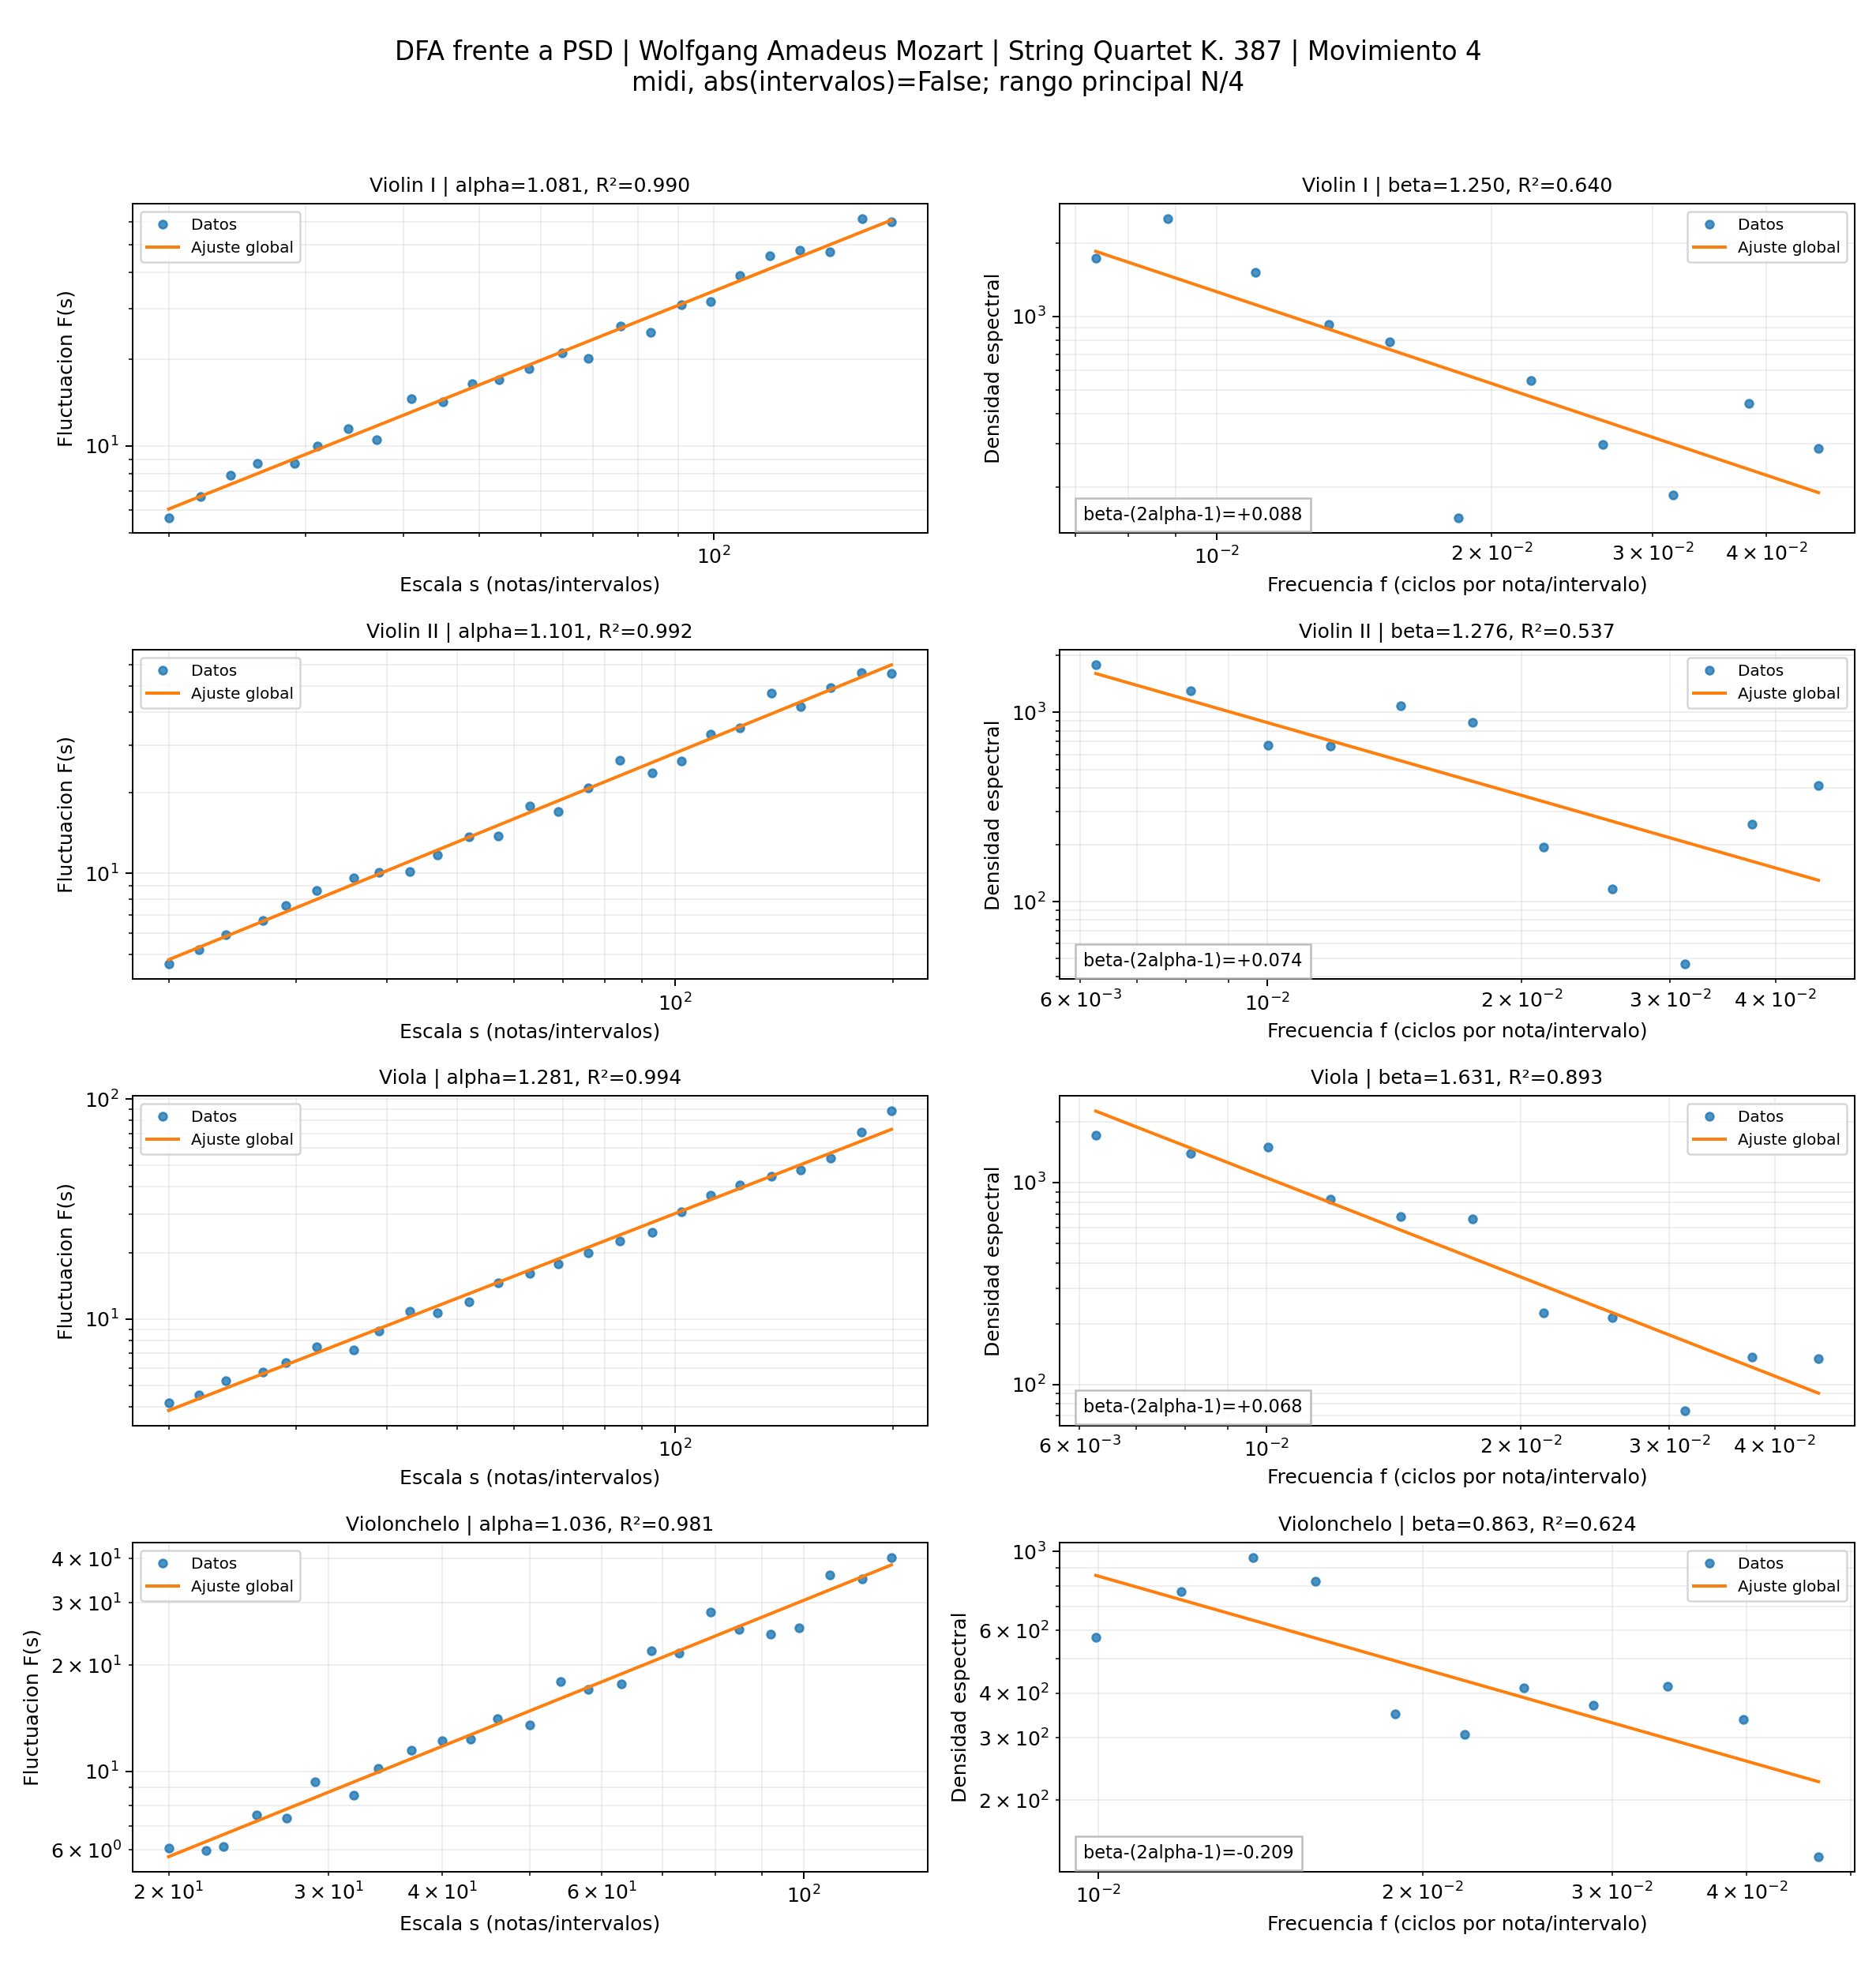 DFA frente a PSD | Wolfgang Amadeus Mozart | String Quartet K. 387 | Movimiento 4
midi, abs(intervalos)=False; rango principal N/4
Violin I | alpha=1.081, R²=0.990
Datos
Ajuste global
Fluctuacion F(s)
10¹
10²
Escala s (notas/intervalos)
Violin I | beta=1.250, R²=0.640
Datos
Ajuste global
Densidad espectral
10³
beta-(2alpha-1)=+0.088
10⁻² 2 × 10⁻² 3 × 10⁻² 4 × 10⁻²
Frecuencia f (ciclos por nota/intervalo)
Violin II | alpha=1.101, R²=0.992
Datos
Ajuste global
Fluctuacion F(s)
10¹
10²
Escala s (notas/intervalos)
Violin II | beta=1.276, R²=0.537
Datos
Ajuste global
Densidad espectral
10³
10²
beta-(2alpha-1)=+0.074
6 × 10⁻³ 10⁻² 2 × 10⁻² 3 × 10⁻² 4 × 10⁻²
Frecuencia f (ciclos por nota/intervalo)
Viola | alpha=1.281, R²=0.994
Datos
Ajuste global
Fluctuacion F(s)
10²
10¹
10²
Escala s (notas/intervalos)
Viola | beta=1.631, R²=0.893
Datos
Ajuste global
Densidad espectral
10³
10²
beta-(2alpha-1)=+0.068
6 × 10⁻³ 10⁻² 2 × 10⁻² 3 × 10⁻² 4 × 10⁻²
Frecuencia f (ciclos por nota/intervalo)
Violonchelo | alpha=1.036, R²=0.981
Datos
Ajuste global
Fluctuacion F(s)
4 × 10¹
3 × 10¹
2 × 10¹
10¹
6 × 10⁰
2 × 10¹ 3 × 10¹ 4 × 10¹ 6 × 10¹ 10²
Escala s (notas/intervalos)
Violonchelo | beta=0.863, R²=0.624
Datos
Ajuste global
Densidad espectral
10³
6 × 10²
4 × 10²
3 × 10²
2 × 10²
beta-(2alpha-1)=-0.209
10⁻² 2 × 10⁻² 3 × 10⁻² 4 × 10⁻²
Frecuencia f (ciclos por nota/intervalo)